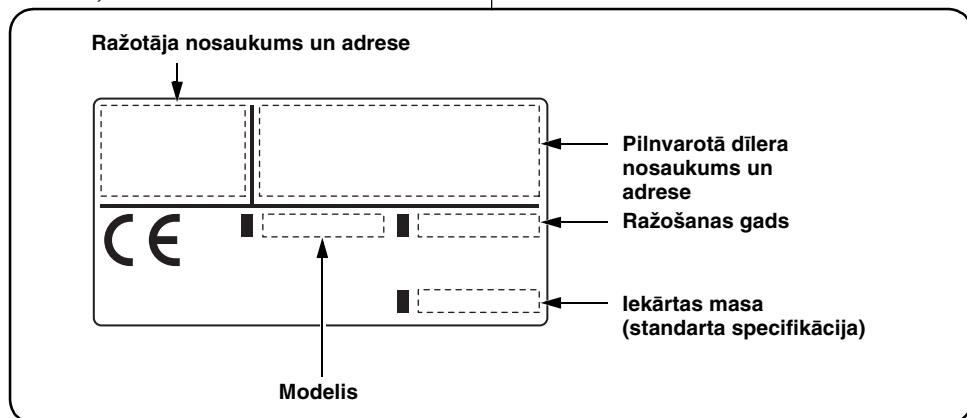 Ražotāja nosaukums un adrese
Pilnvarotā dīlera
nosaukums un
adrese
CE
Ražošanas gads
Iekārtas masa
(standarta specifikācija)
Modelis